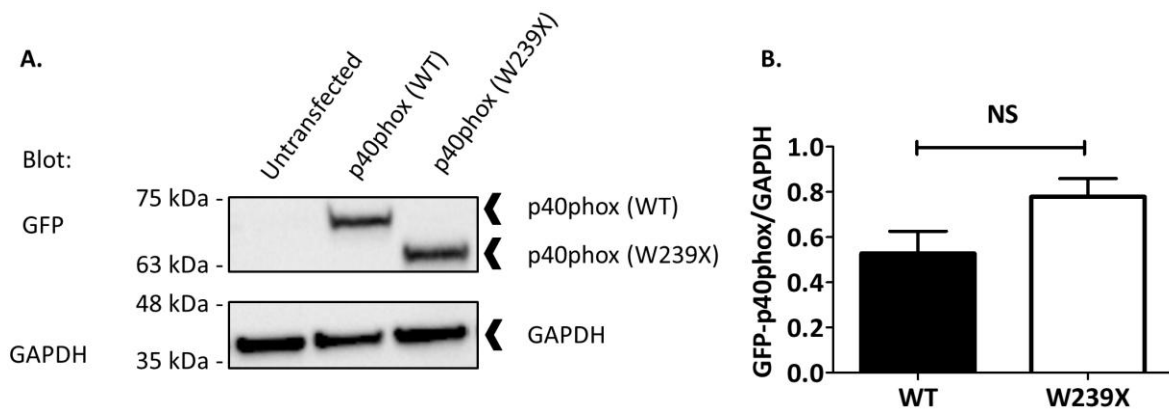 A.
Untransfected
p40phox (WT)
p40phox (W239X)
Blot:
75 kDa -
GFP
63 kDa -
p40phox (WT)
p40phox (W239X)
48 kDa -
GAPDH
35 kDa -
GAPDH
B.
NS
GFP-p40phox/GAPDH
1.0
0.8
0.6
0.4
0.2
0.0
WT
W239X